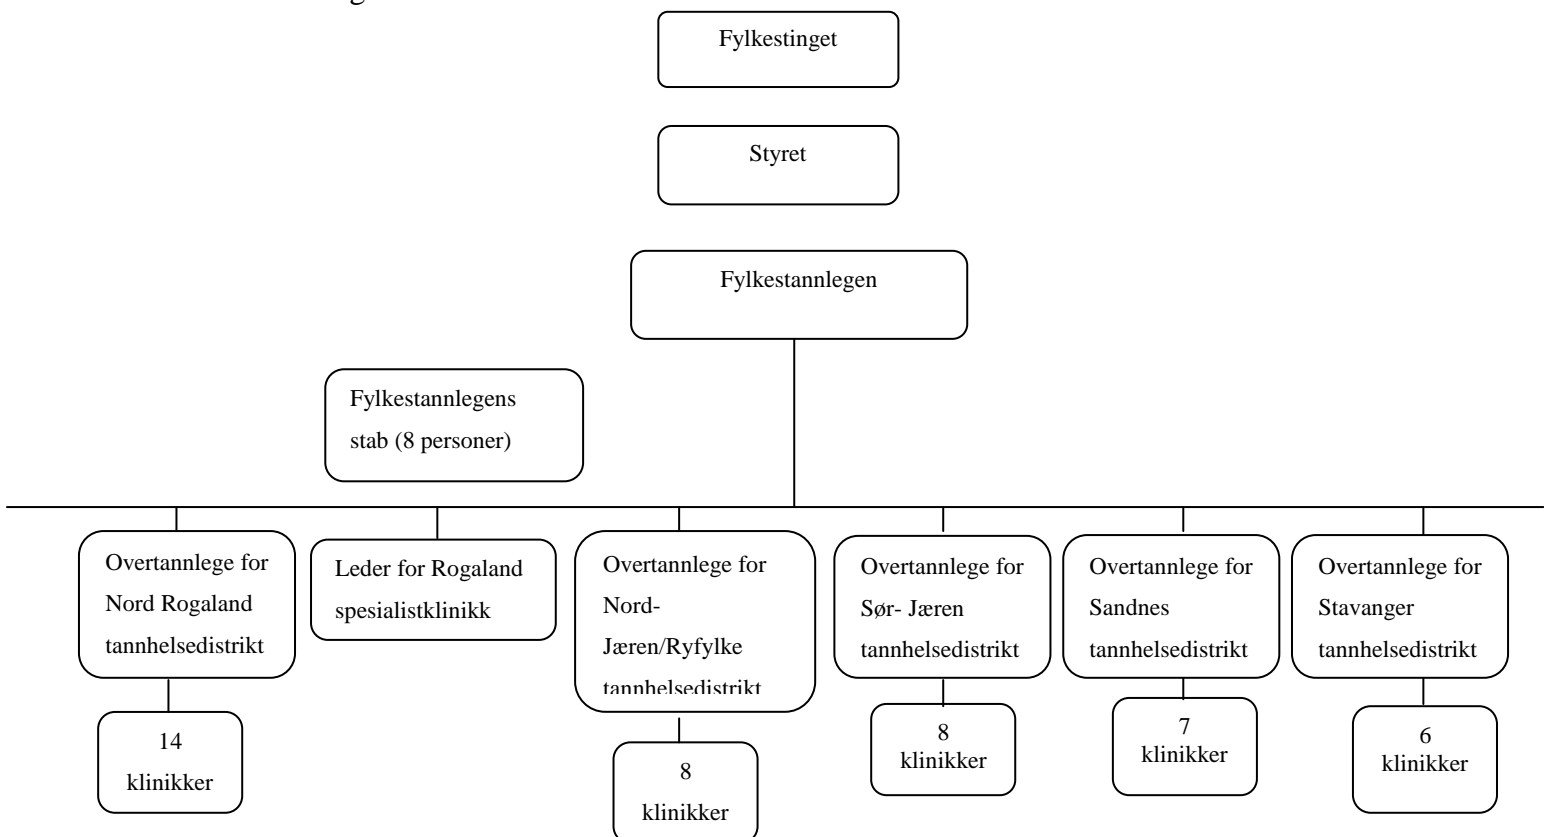 Fylkestinget
Styret
Fylkestannlegen
Fylkestannlegens
stab (8 personer)
Overtannlege for
Nord Rogaland
tannhelsedistrikt
Leder for Rogaland
spesialistklinikk
Overtannlege for
Nord-
Jæren/Ryfylke
tannhelsedistrikt
Overtannlege for
Sør- Jæren
tannhelsedistrikt
Overtannlege for
Sandnes
tannhelsedistrikt
Overtannlege for
Stavanger
tannhelsedistrikt
14
klinikker
8
klinikker
8
klinikker
7
klinikker
6
klinikker